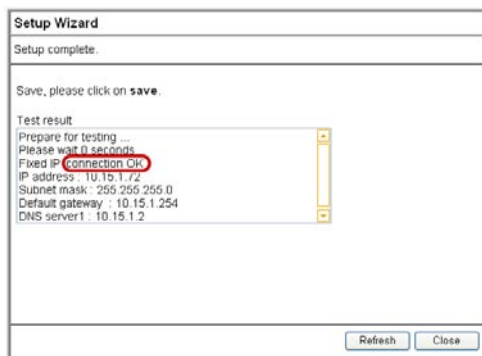 Setup Wizard
Setup complete.
Save, please click on save.
Test result
Prepare for testing ...
Please wait 0 seconds
Fixed IP connection OK
IP address : 10.15.1.72
Subnet mask : 255.255.255.0
Default gateway : 10.15.1.254
DNS server1 : 10.15.1.2
Refresh Close